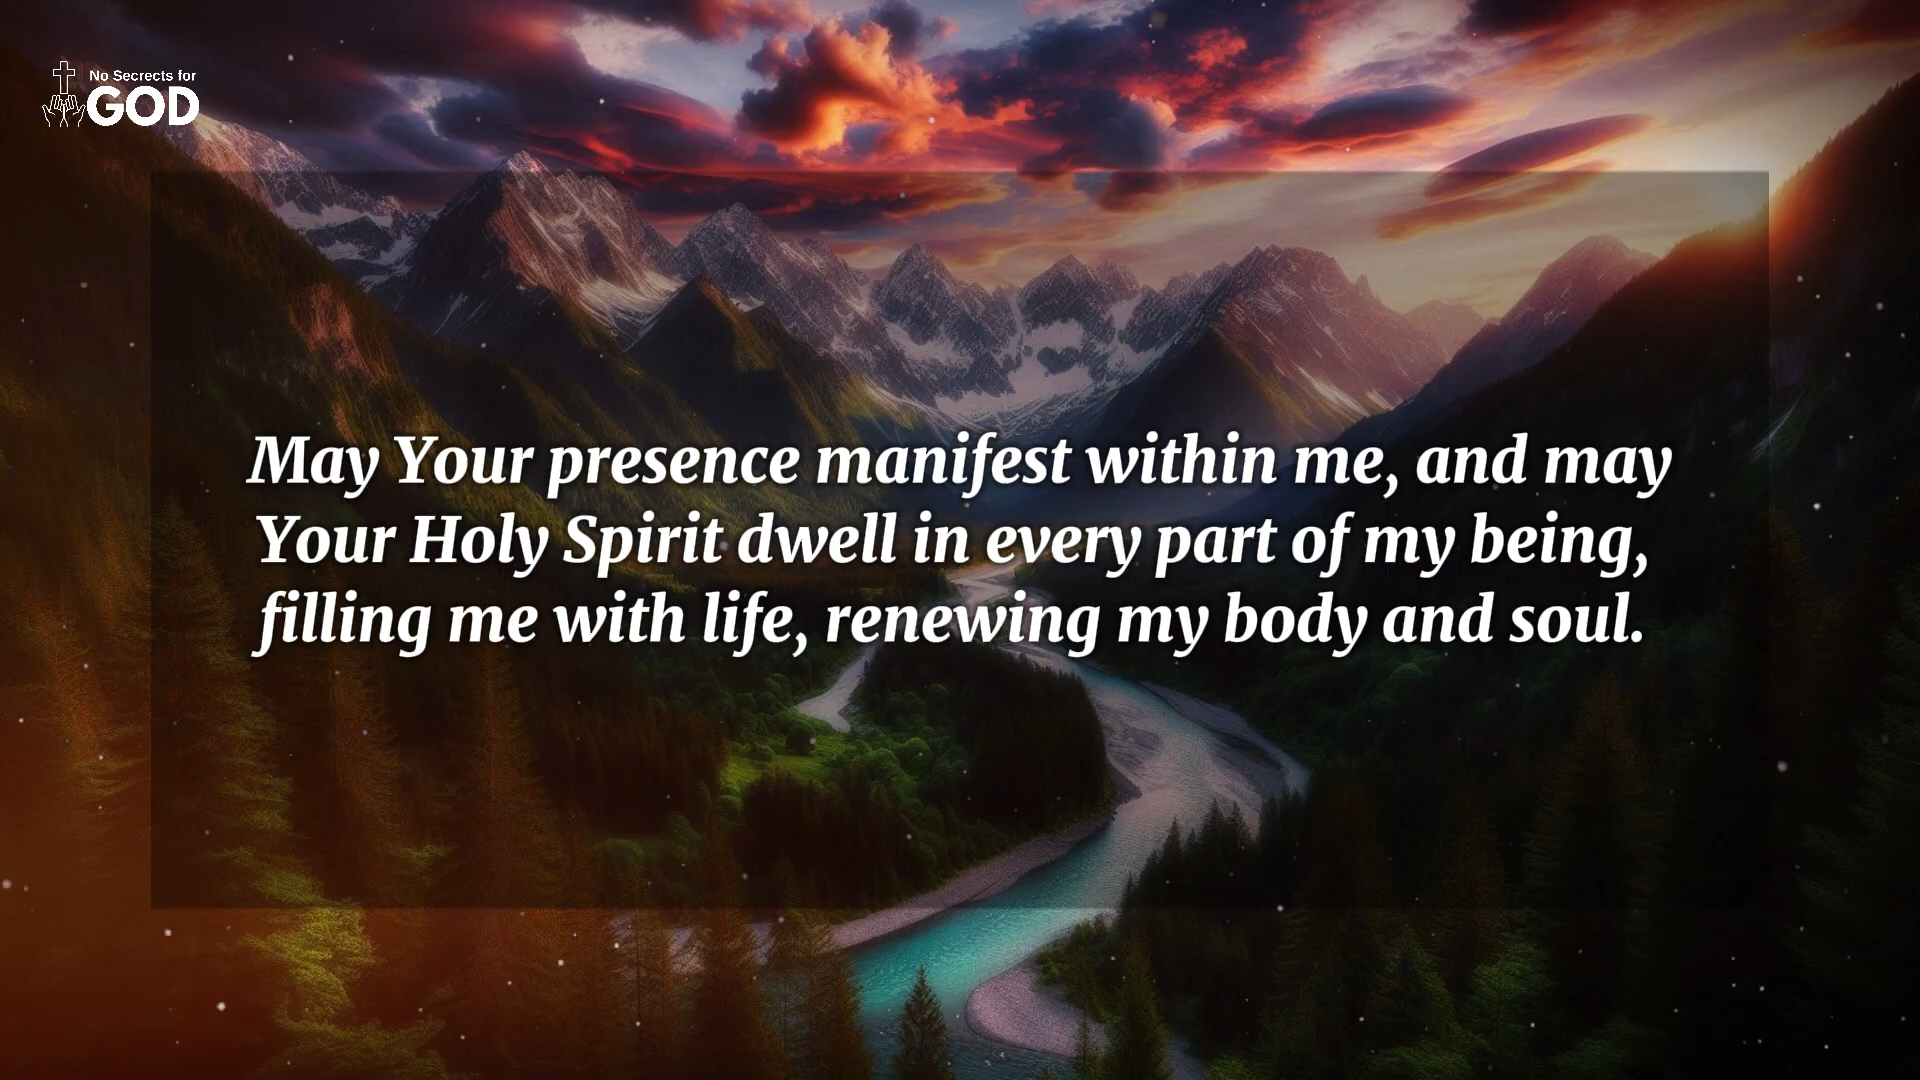 No Secrects for
GOD
May Your presence manifest within me, and may
Your Holy Spirit dwell in every part of my being,
filling me with life, renewing my body and soul.